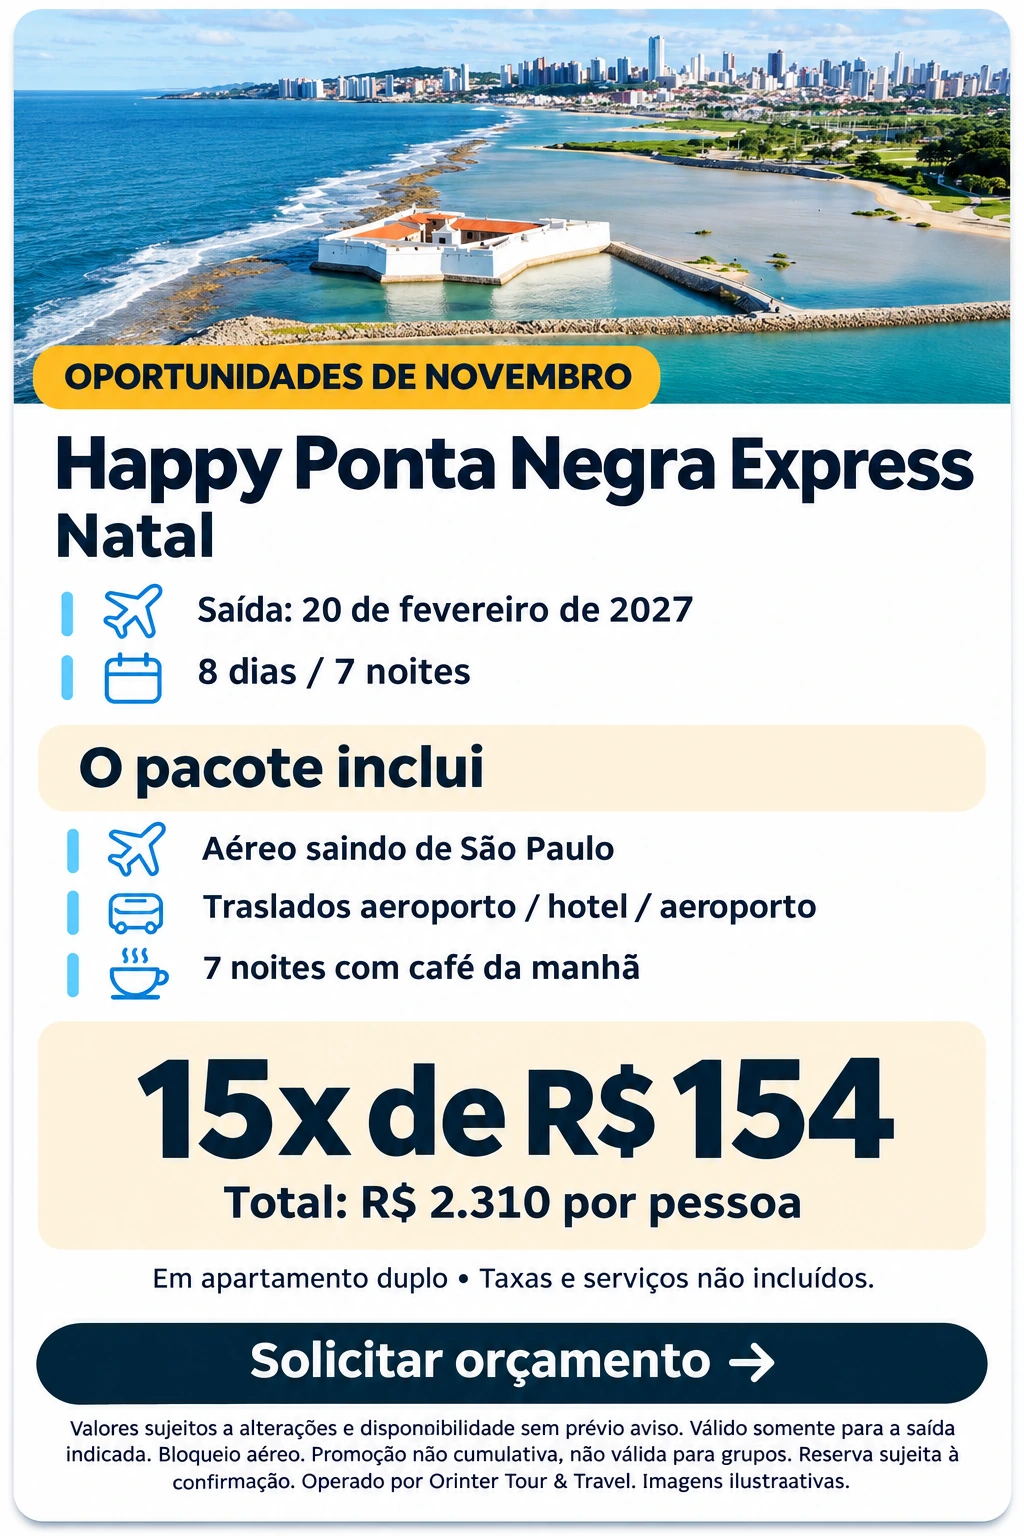 OPORTUNIDADES DE NOVEMBRO
Happy Ponta Negra Express
Natal
Saída: 20 de fevereiro de 2027
8 dias / 7 noites
O pacote inclui
Aéreo saindo de São Paulo
Traslados aeroporto / hotel / aeroporto
7 noites com café da manhã
15x de R$ 154
Total: R$ 2.310 por pessoa
Em apartamento duplo • Taxas e serviços não incluídos.
Solicitar orçamento →
Valores sujeitos a alterações e disponnibilidade sem prévio aviso. Válido somente para a saída
indicada. Bloqueio aéreo. Promoção não cumulativa, não válida para grupos. Reserva sujeita à
confirmação. Operado por Orinter Tour & Travel. Imagens ilustraativas.